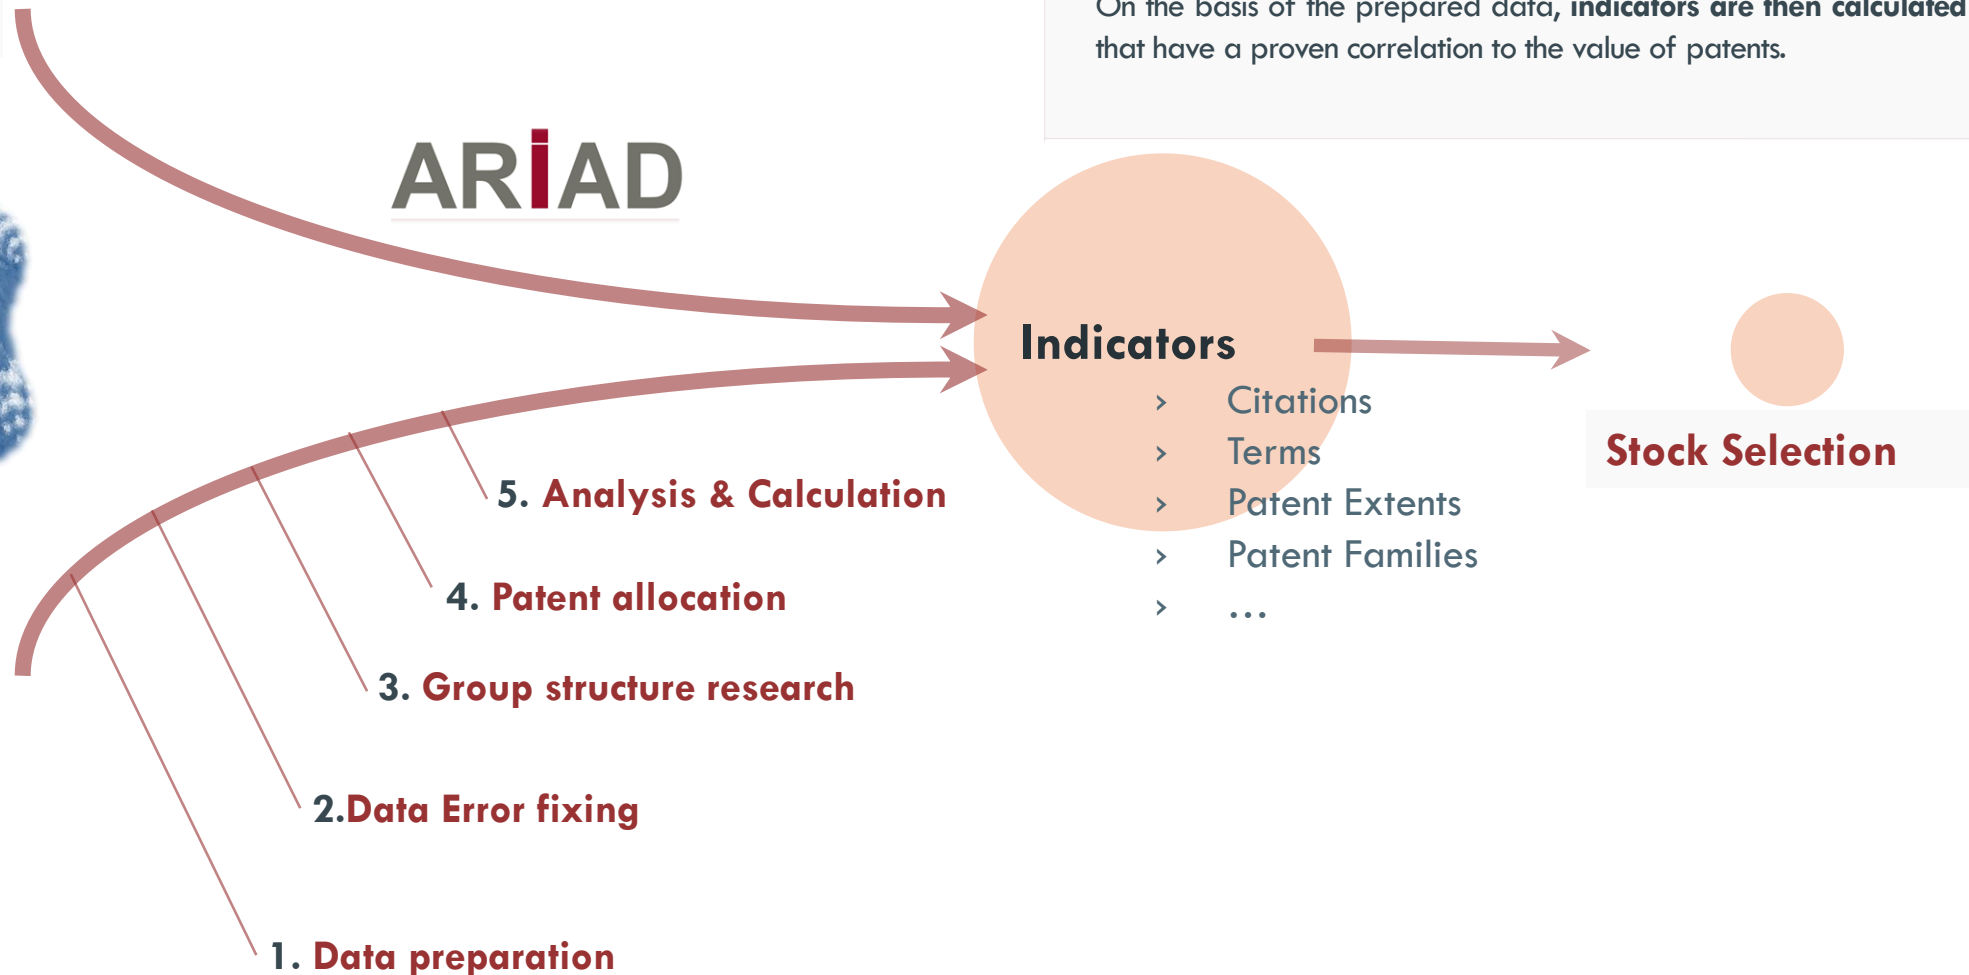 On the basis of the prepared data, indicators are then calculated
that have a proven correlation to the value of patents.
ARIAD
Indicators
› Citations
› Terms
› Patent Extents
› Patent Families
› …
Stock Selection
5. Analysis & Calculation
4. Patent allocation
3. Group structure research
2.Data Error fixing
1. Data preparation